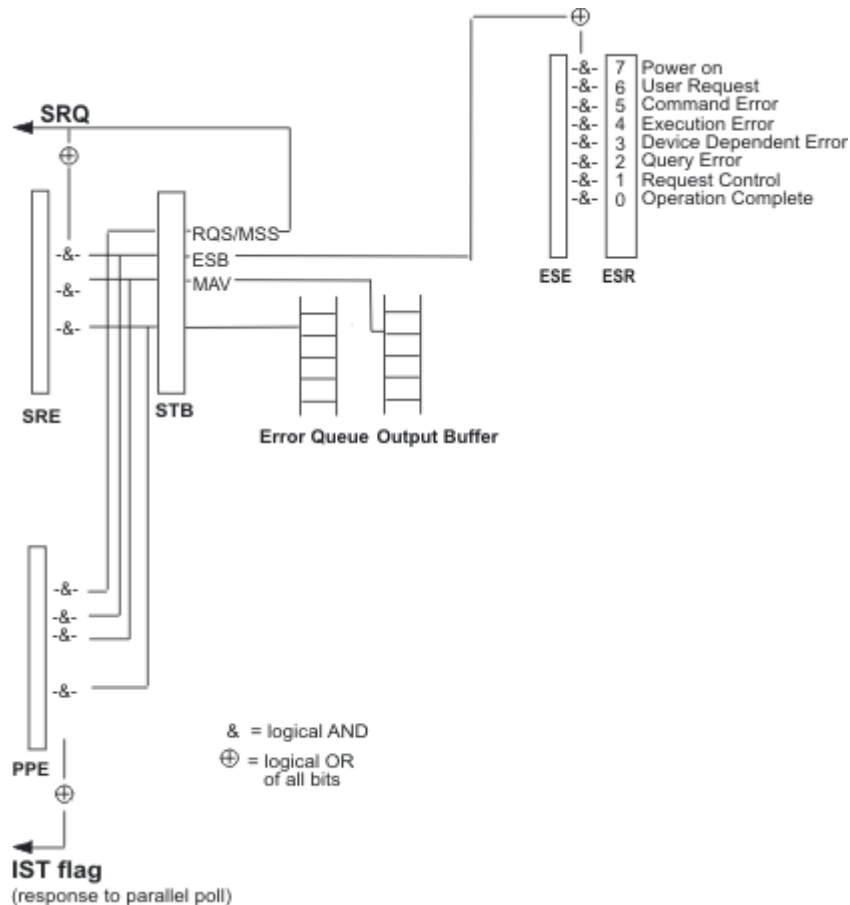 -&- 7 Power on
-&- 6 User Request
-&- 5 Command Error
-&- 4 Execution Error
-&- 3 Device Dependent Error
-&- 2 Query Error
-&- 1 Request Control
-&- 0 Operation Complete
ESE ESR
SRQ
RQS/MSS
-&- ESB
-&- MAV
-&-
SRE STB
Error Queue Output Buffer
-&-
-&-
-&-
-&-
PPE
& = logical AND
⊕ = logical OR
of all bits
IST flag
(response to parallel poll)